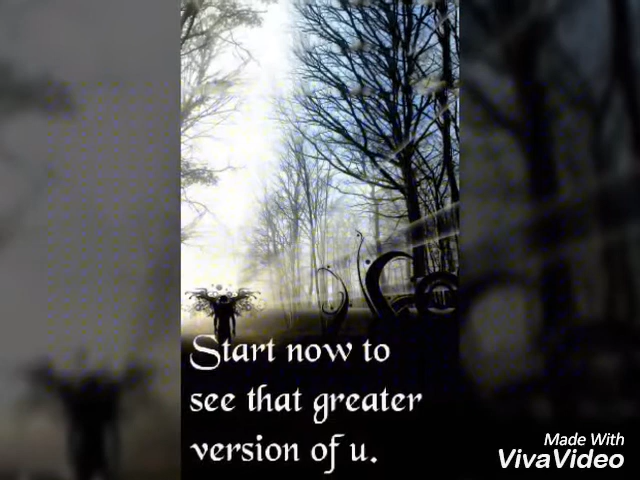 Start now to
see that greater
version of u.
Made With
VivaVideo